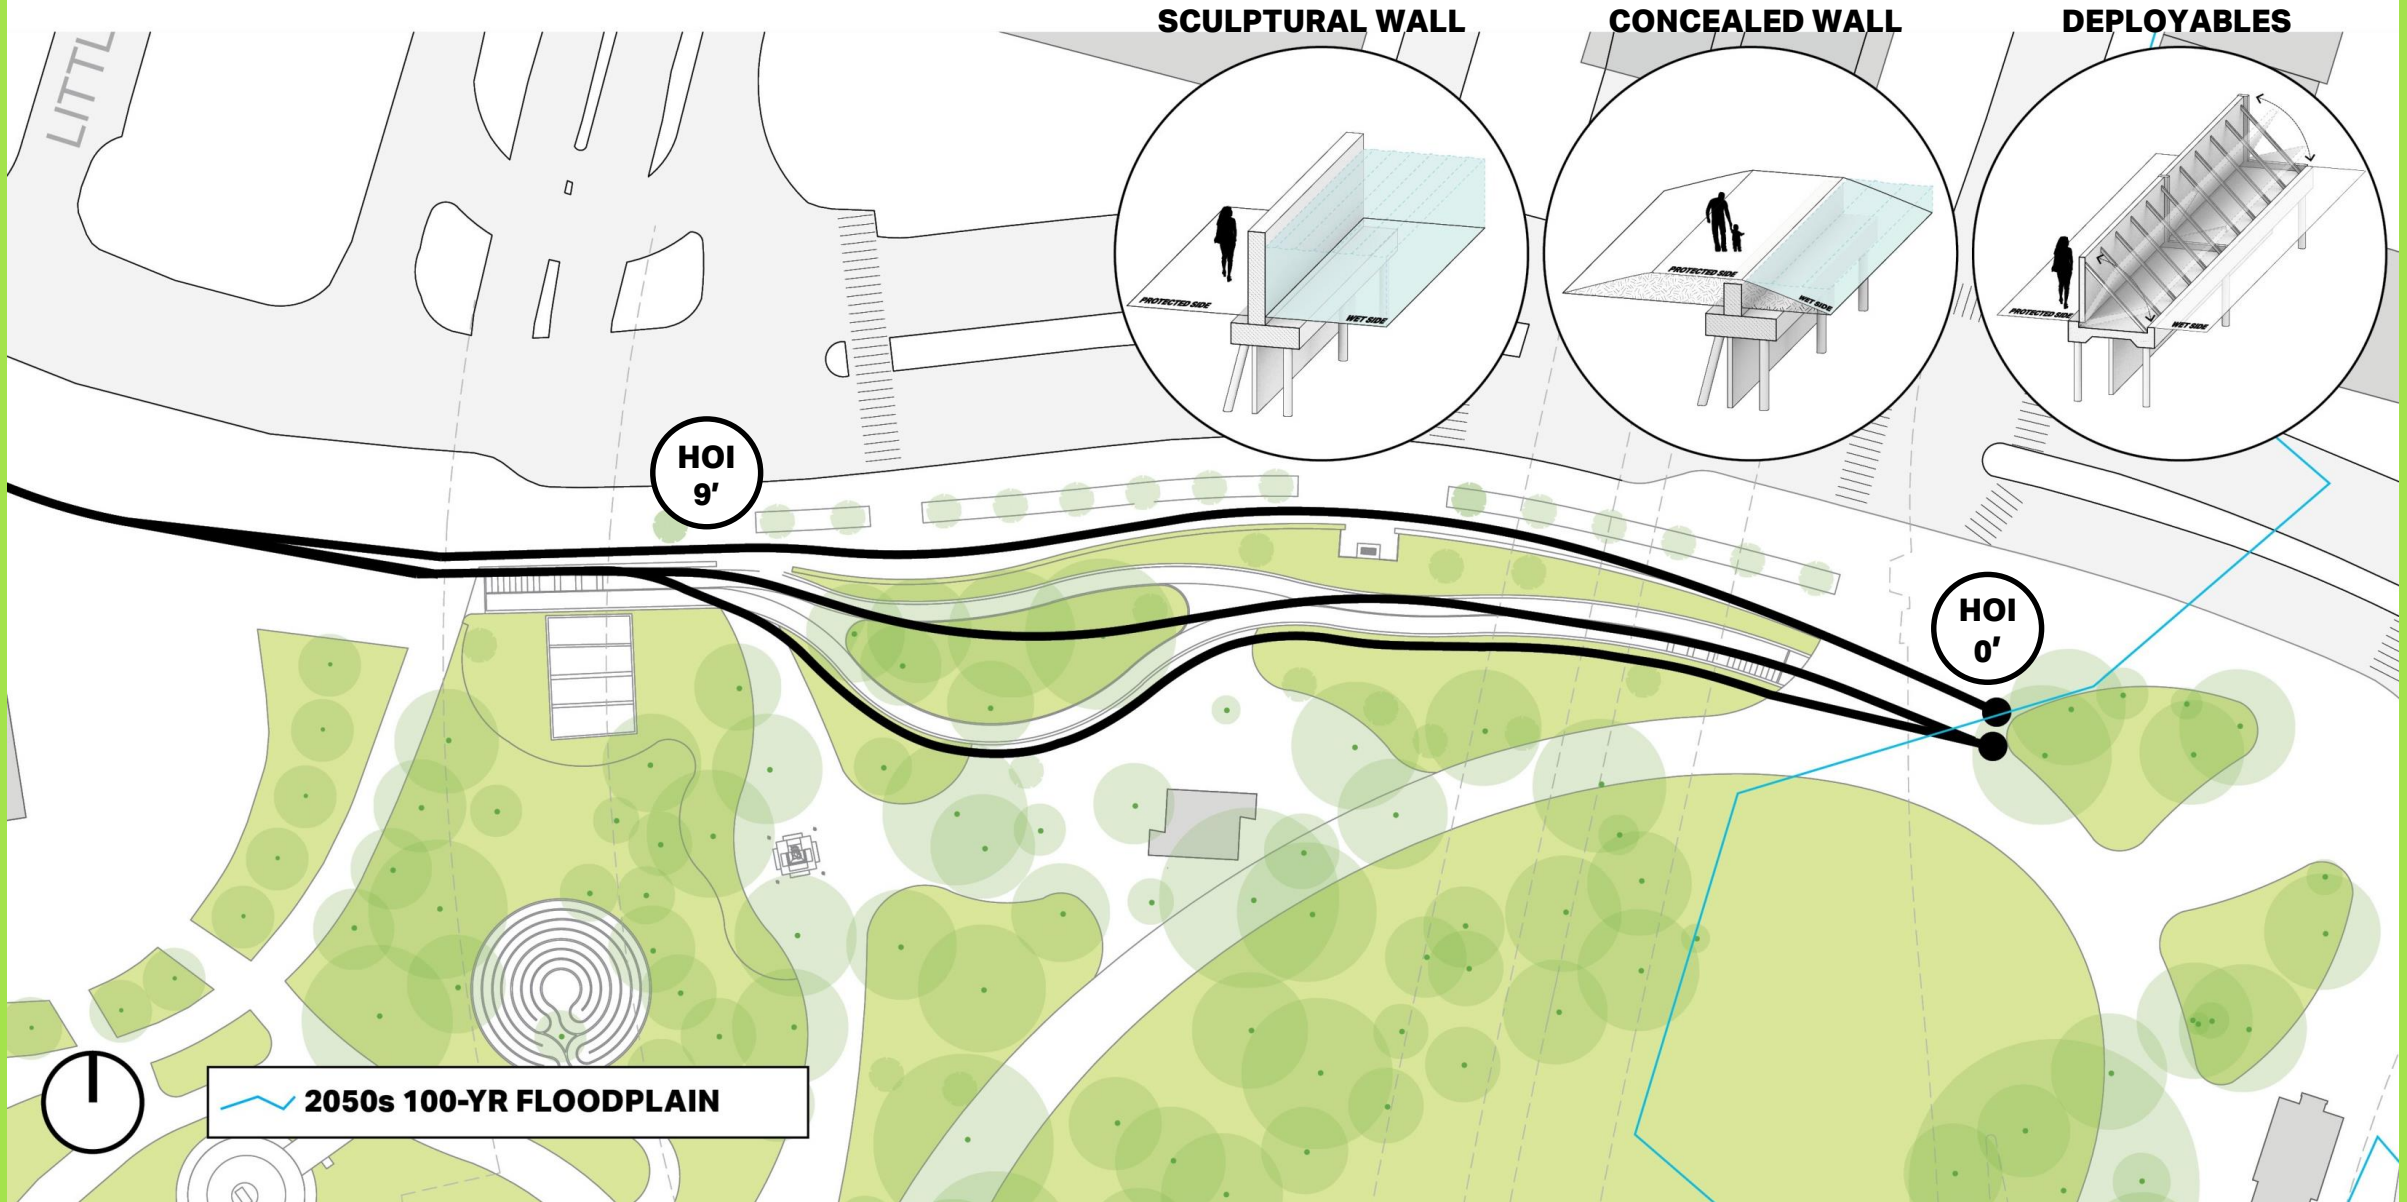 SCULPTURAL WALL
CONCEALED WALL
DEPLOYABLES
LITTL
PROTECTED SIDE
WET SIDE
PROTECTED SIDE
WET SIDE
PROTECTED SIDE
WET SIDE
HOI
9'
HOI
0'
2050s 100-YR FLOODPLAIN